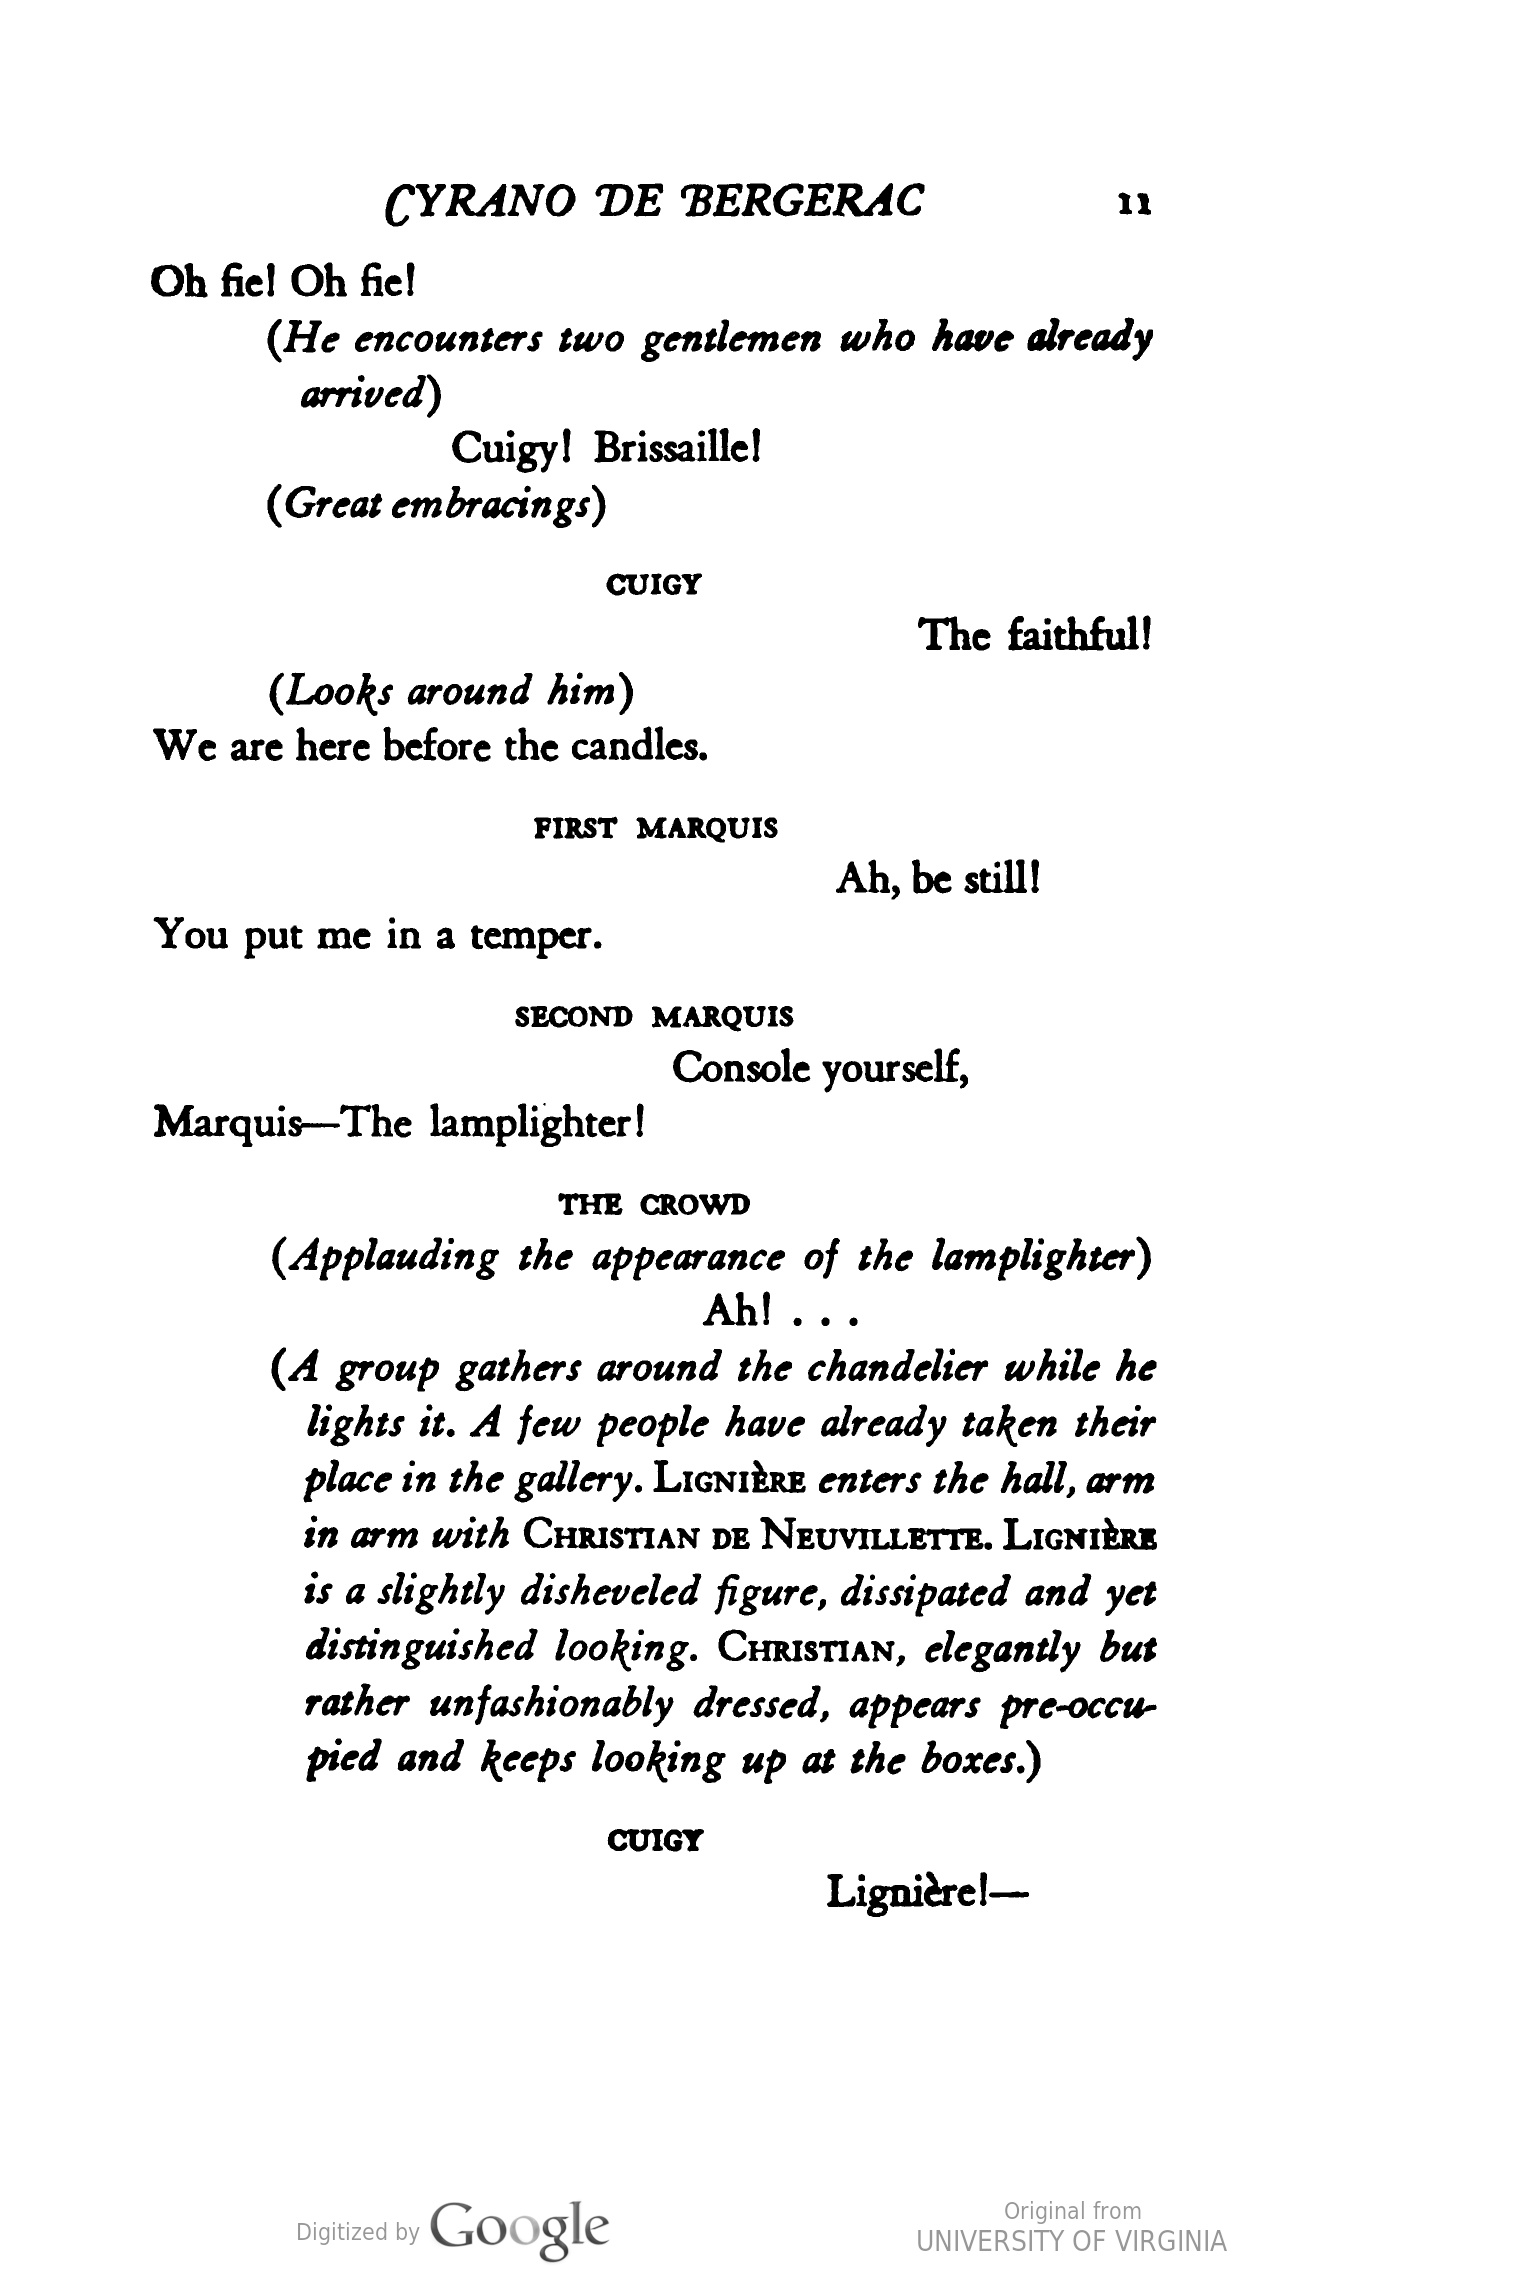 CYRANO DE BERGERAC 11
Oh fie! Oh fie!
(He encounters two gentlemen who have already
arrived)
Cuigy! Brissaille!
(Great embracings)
CUIGY
The faithful!
(Looks around him)
We are here before the candles.
FIRST MARQUIS
Ah, be still!
You put me in a temper.
SECOND MARQUIS
Console yourself,
Marquis—The lamplighter!
THE CROWD
(Applauding the appearance of the lamplighter)
Ah! . . .
(A group gathers around the chandelier while he
lights it. A few people have already taken their
place in the gallery. LIGNIÈRE enters the hall, arm
in arm with CHRISTIAN DE NEUVILLETTE. LIGNIÈRE
is a slightly disheveled figure, dissipated and yet
distinguished looking. CHRISTIAN, elegantly but
rather unfashionably dressed, appears pre-occu-
pied and keeps looking up at the boxes.)
CUIGY
Lignière!—
Digitized by Google
Original from
UNIVERSITY OF VIRGINIA